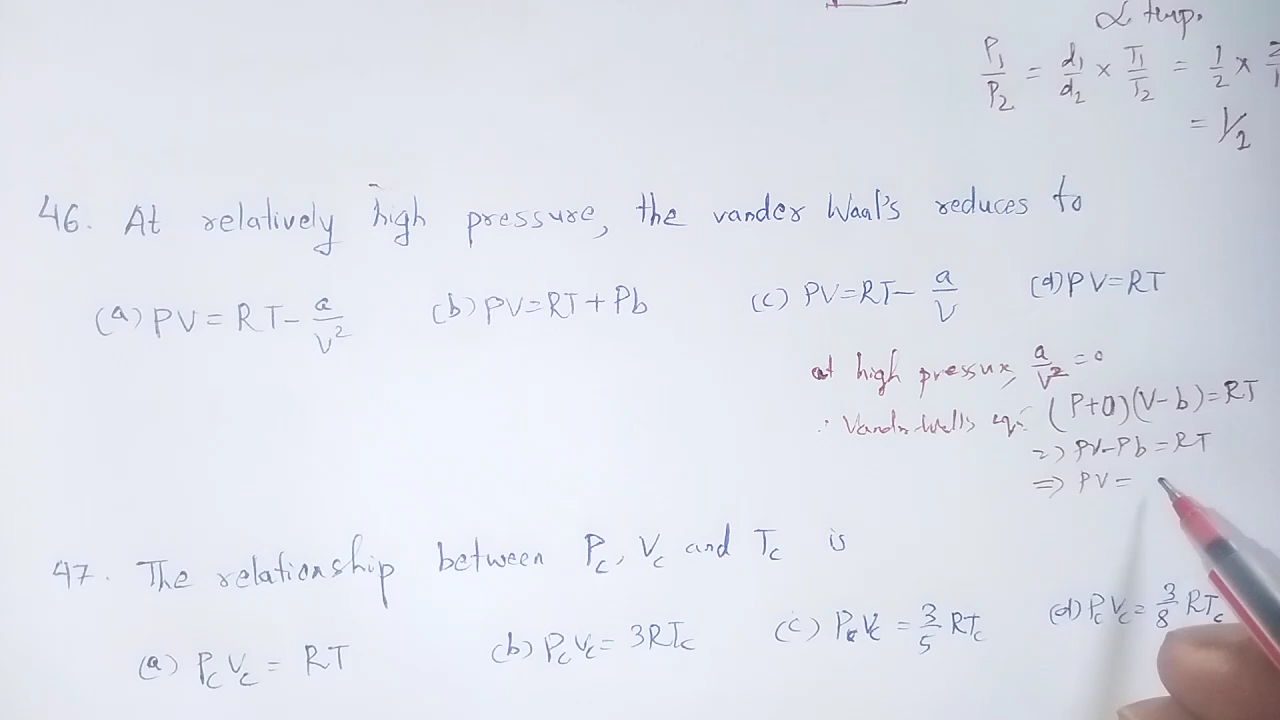 ∝ temp.
P₁/P₂ = d₁/d₂ × T₁/T₂ = 1/2 × 2/1
= 1/2
46. At relatively high pressure, the vander Waal's reduces to
(a) PV = RT - a/V² (b) PV = RT + Pb (c) PV = RT - a/V (d) PV = RT
at high pressure, a/V² = 0
∴ Vander Wells eqⁿ: (P+0)(V-b) = RT
=> PV-Pb = RT
=> PV =
47. The relationship between Pc, Vc and Tc is
(a) PcVc = RT (b) PcVc = 3RTc (c) PcVc = 3/5 RTc (d) PcVc = 3/8 RTc